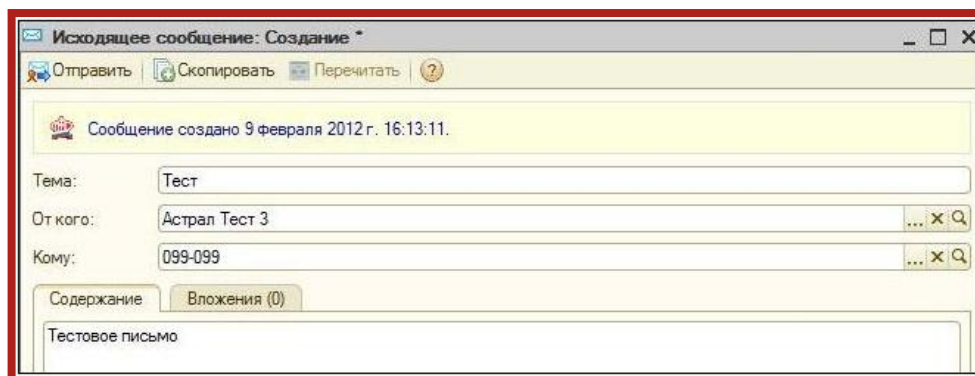 Исходящее сообщение: Создание *
Отправить Скопировать Перечитать ?
Сообщение создано 9 февраля 2012 г. 16:13:11.
Тема: Тест
От кого: Астрал Тест 3 ...
Кому: 099-099 ...
Содержание Вложения (0)
Тестовое письмо